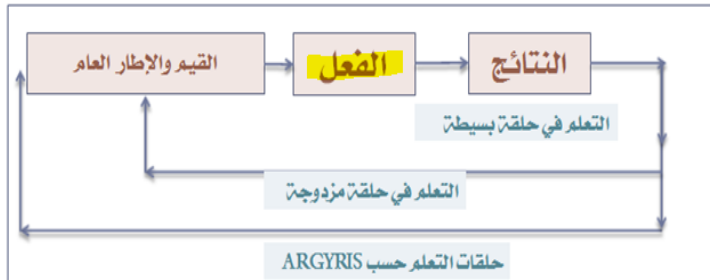 القيم والإطار العام
الفعل
النتائج
التعلم في حلقة بسيطة
التعلم في حلقة مزدوجة
حلقات التعلم حسب ARGYRIS